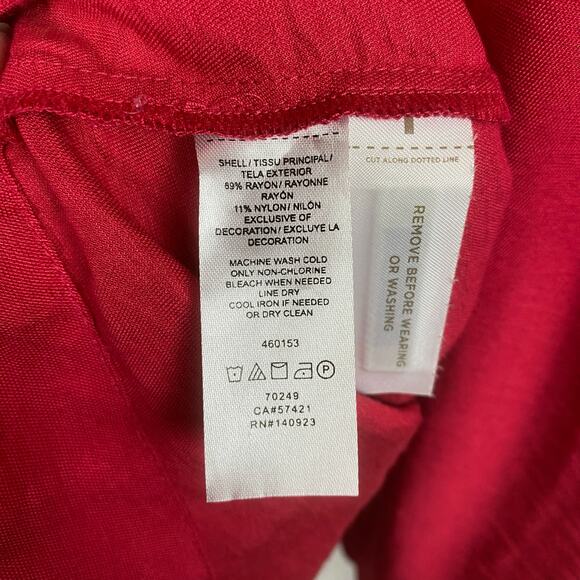 SHELL/TISSU PRINCIPAL/
TELA EXTERIOR
89% RAYON/RAYONNE
RAYÓN
11% NYLON/NILÓN
EXCLUSIVE OF
DECORATION/EXCLUYE LA
DECORATION
MACHINE WASH COLD
ONLY NON-CHLORINE
BLEACH WHEN NEEDED
LINE DRY
COOL IRON IF NEEDED
OR DRY CLEAN
460153
P
70249
CA#57421
RN#140923
CUT ALONG DOTTED LINE
REMOVE BEFORE WEARING
OR WASHING